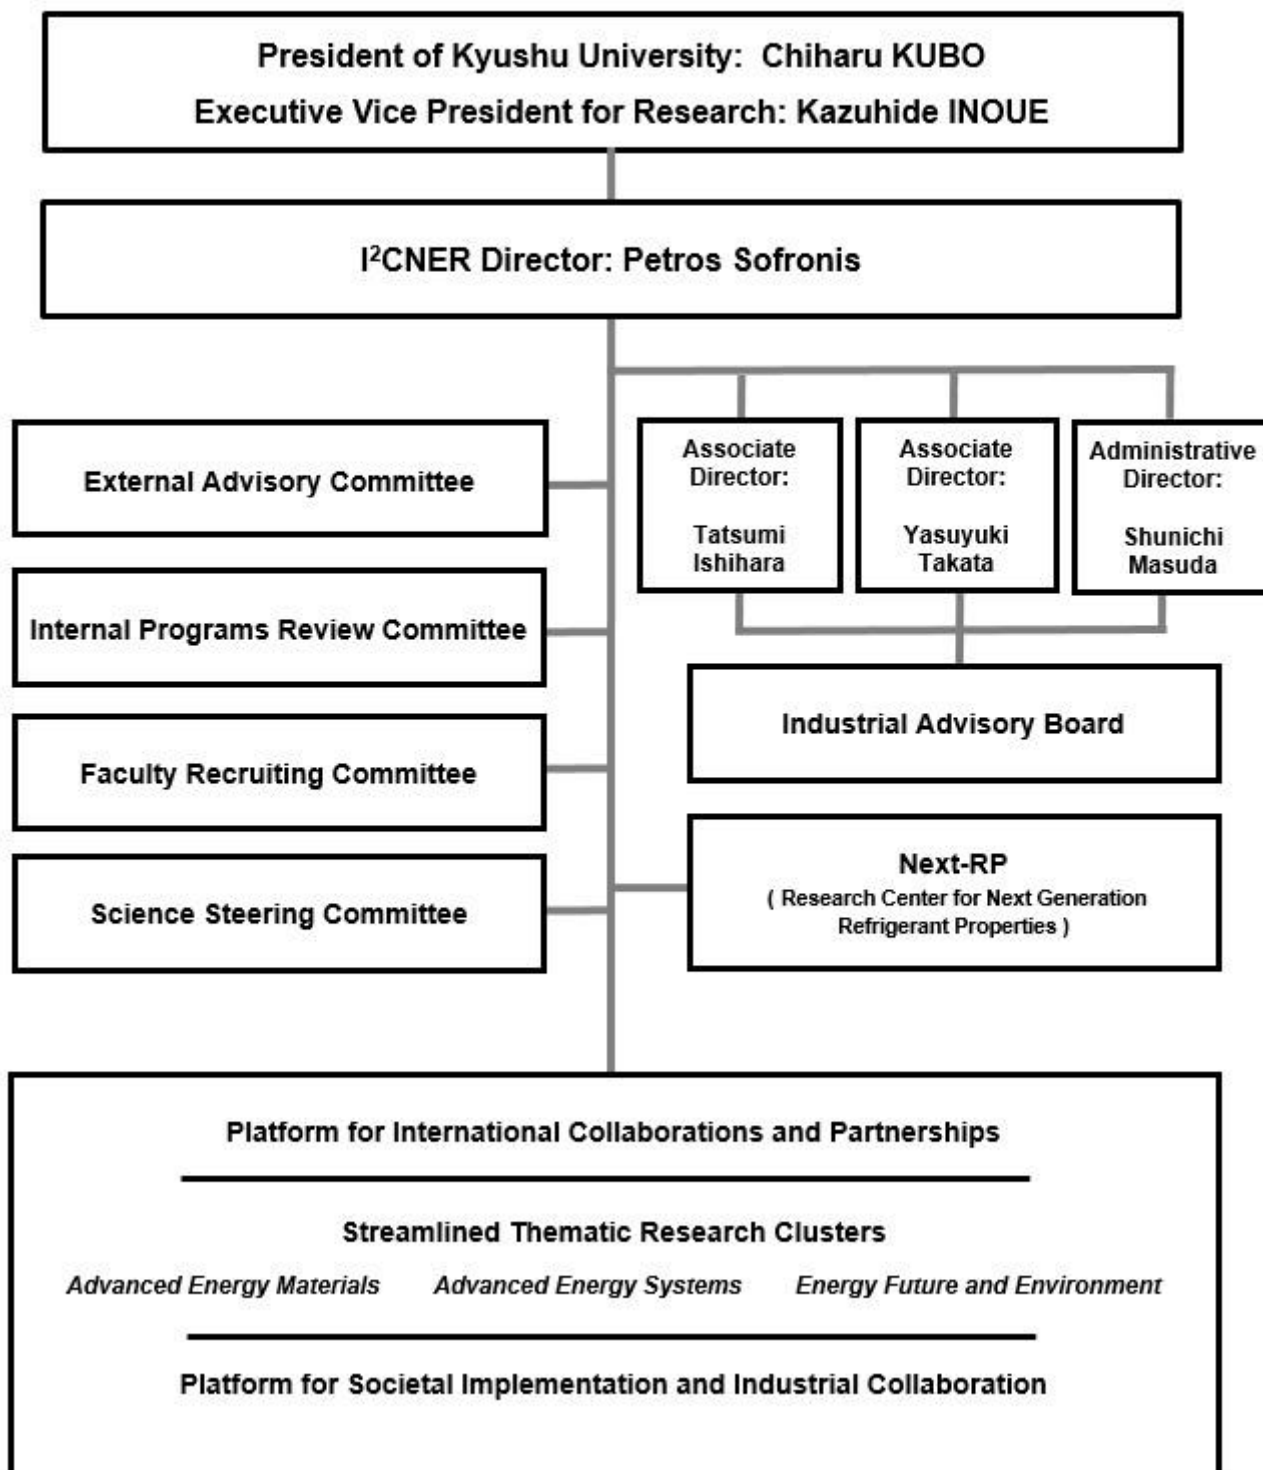 President of Kyushu University: Chiharu KUBO
Executive Vice President for Research: Kazuhide INOUE
I²CNER Director: Petros Sofronis
Associate
Director:
Tatsumi
Ishihara
Associate
Director:
Yasuyuki
Takata
Administrative
Director:
Shunichi
Masuda
External Advisory Committee
Internal Programs Review Committee
Faculty Recruiting Committee
Science Steering Committee
Industrial Advisory Board
Next-RP
( Research Center for Next Generation
Refrigerant Properties )
Platform for International Collaborations and Partnerships
Streamlined Thematic Research Clusters
Advanced Energy Materials Advanced Energy Systems Energy Future and Environment
Platform for Societal Implementation and Industrial Collaboration